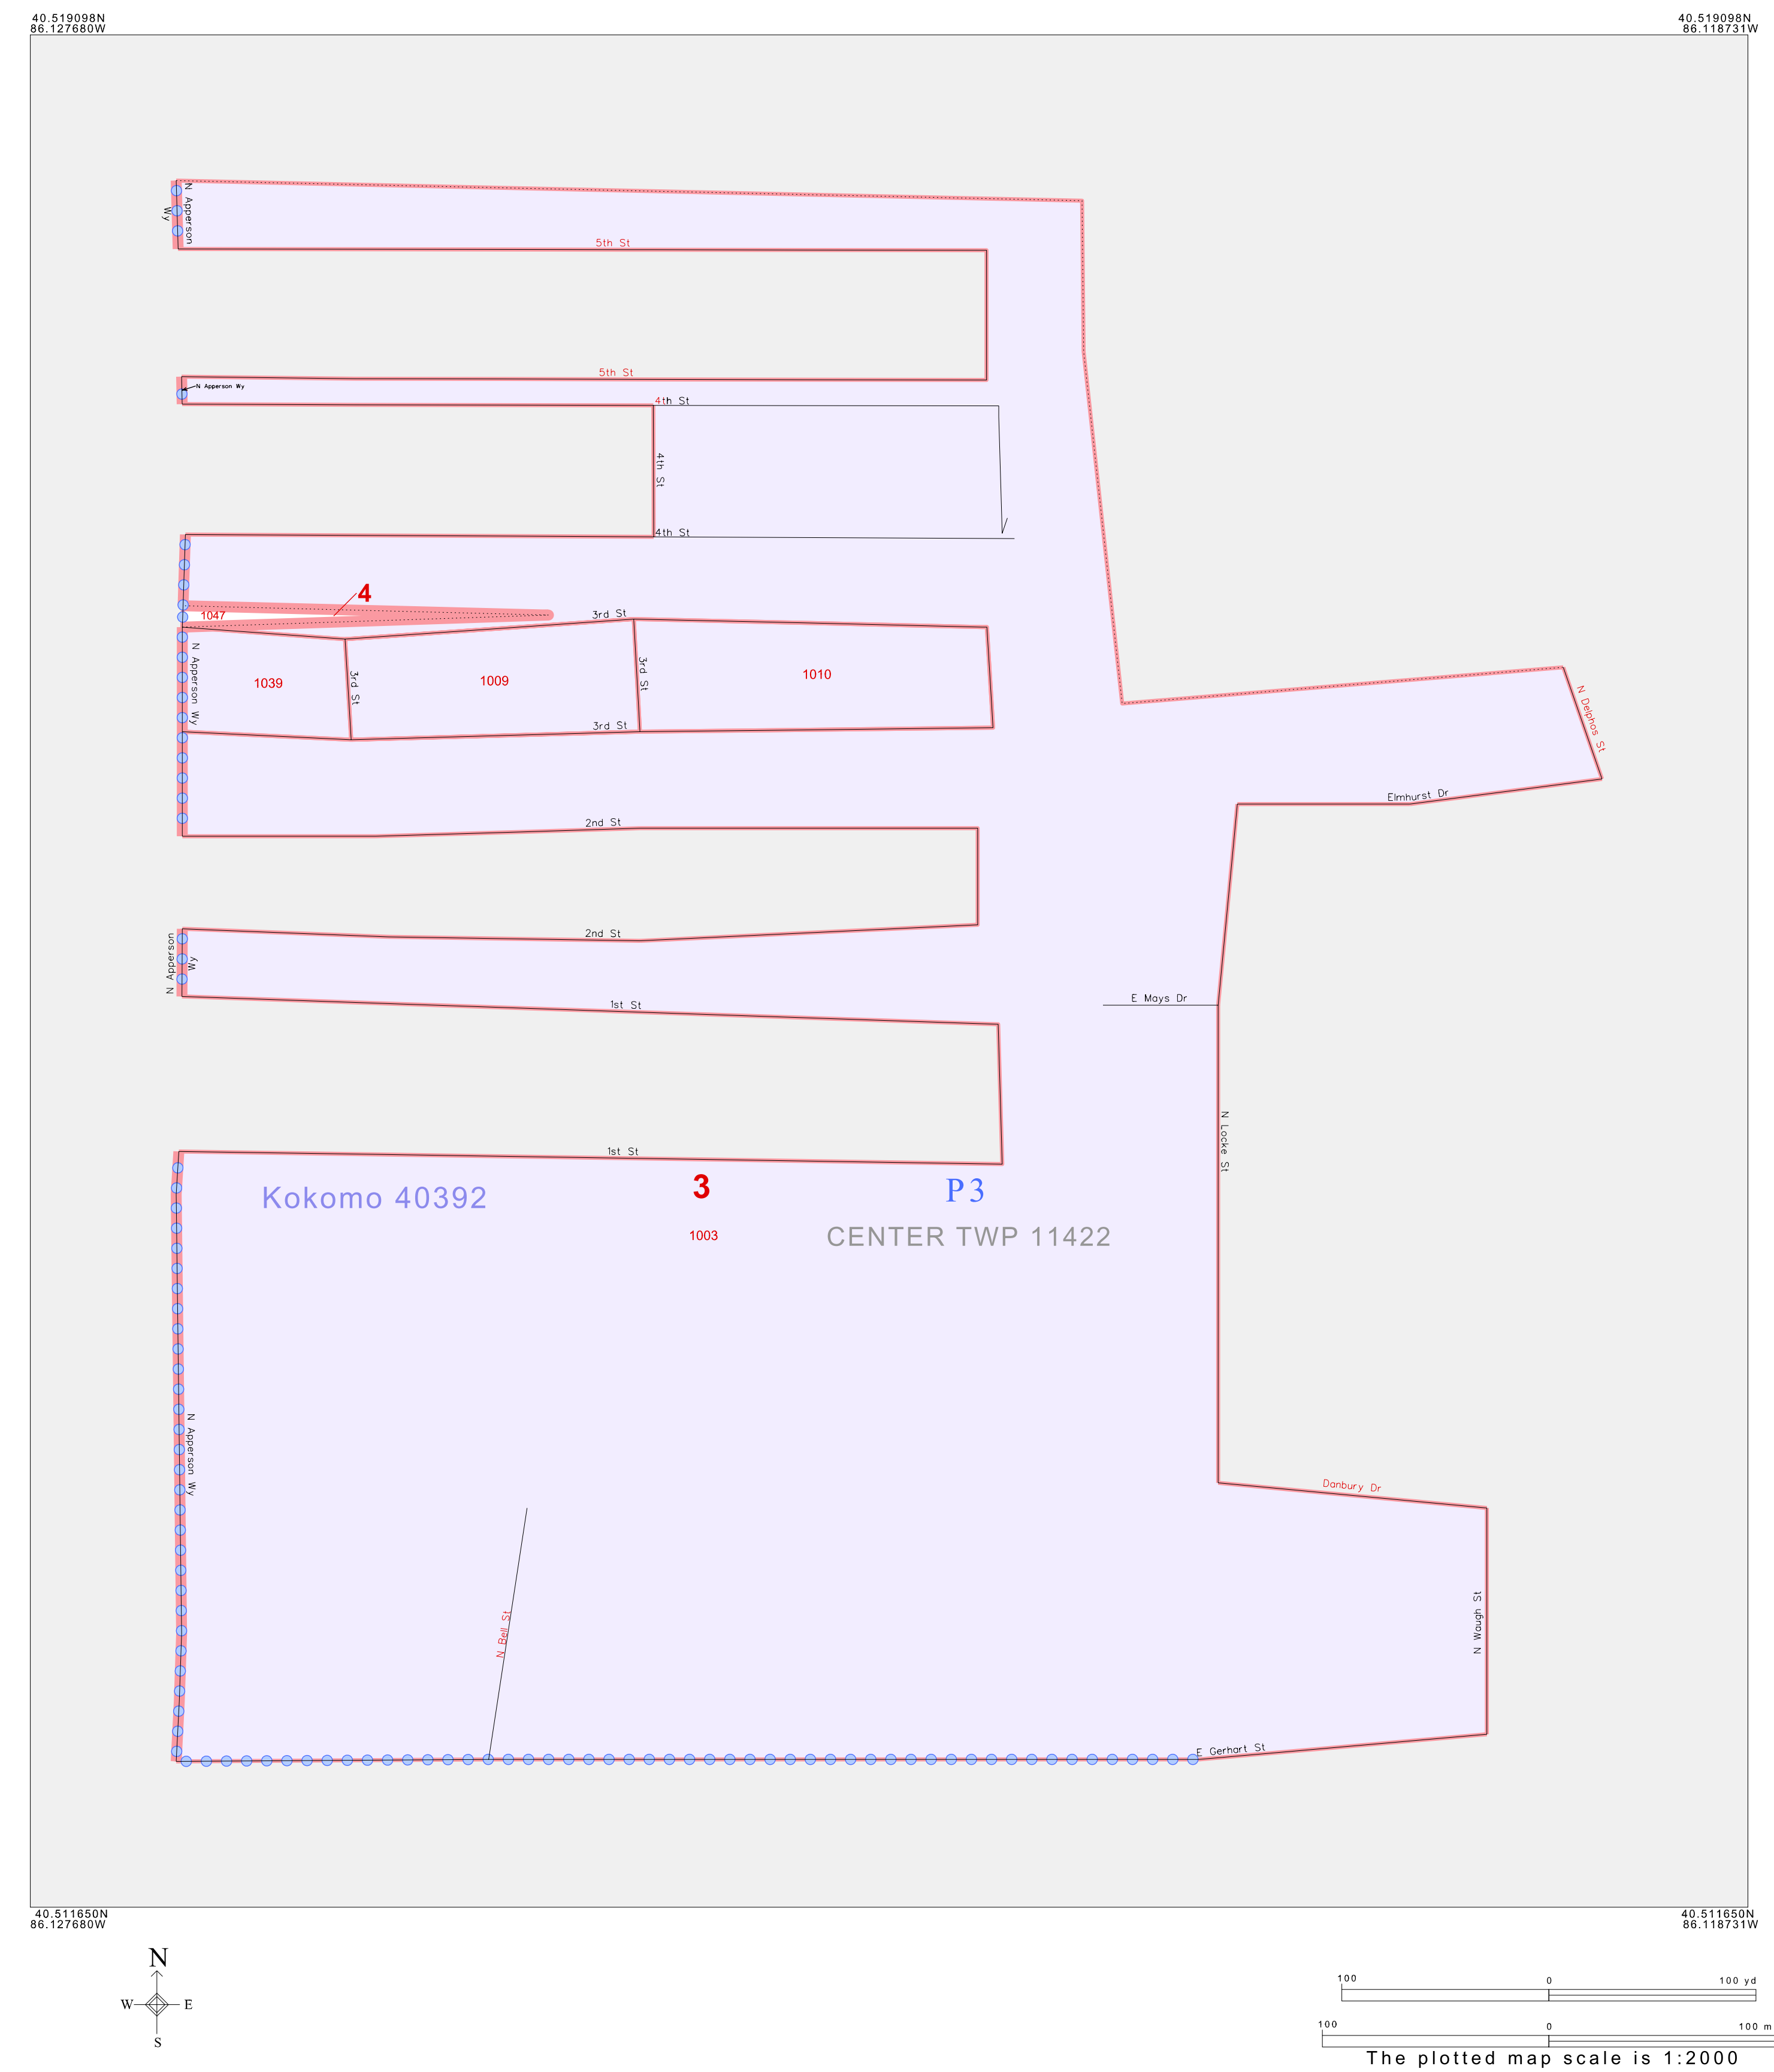 40.519098N
86.127680W
40.519098N
86.118731W
N Apperson
Wy
5th St
5th St
N Apperson Wy
4th St
4th St
4th St
4
1047
3rd St
N Apperson Wy
1039
3rd St
1009
3rd St
1010
3rd St
N Delphos St
Elmhurst Dr
2nd St
2nd St
N Apperson
Wy
E Mays Dr
1st St
N Locke St
1st St
3
P3
Kokomo 40392
1003
CENTER TWP 11422
N Apperson Wy
Danbury Dr
N Bell St
N Waugh St
E Gerhart St
40.511650N
86.127680W
40.511650N
86.118731W
N
W
E
S
100
0
100 yd
100
0
100 m
The plotted map scale is 1:2000